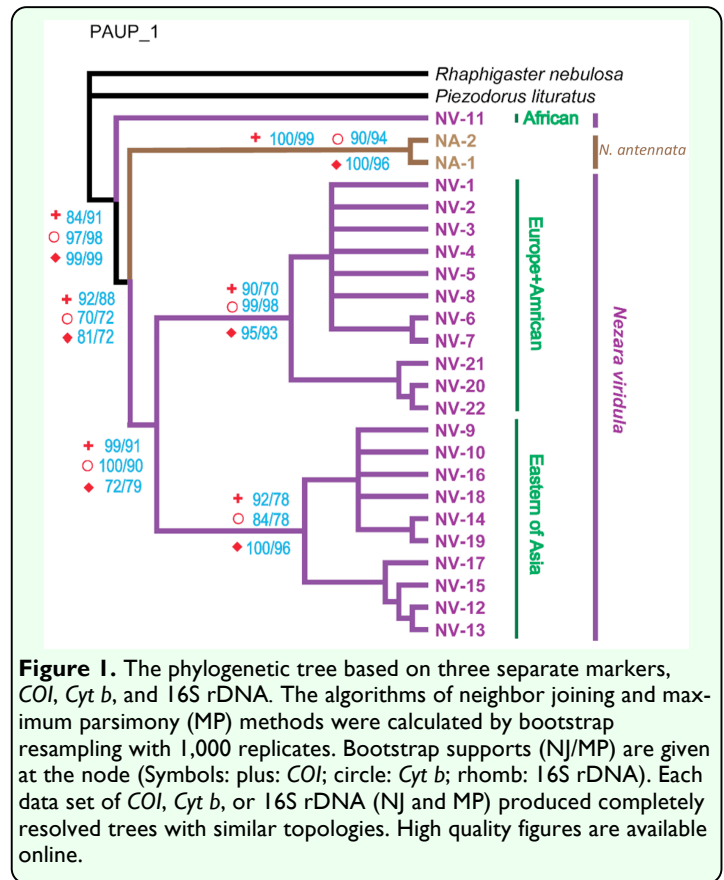 PAUP_1
Rhaphigaster nebulosa
Piezodorus lituratus
NV-11
African
✚ 100/99 ○ 90/94
NA-2
◆ 100/96
NA-1
N. antennata
NV-1
NV-2
✚ 84/91
NV-3
○ 97/98
NV-4
◆ 99/99
NV-5
✚ 90/70
✚ 92/88
NV-8
○ 99/98
○ 70/72
NV-6
◆ 95/93
◆ 81/72
NV-7
NV-21
NV-20
NV-22
Europe+Amrican
Nezara viridula
NV-9
✚ 99/91
NV-10
○ 100/90
NV-16
◆ 72/79
✚ 92/78
NV-18
○ 84/78
NV-14
◆ 100/96
NV-19
NV-17
NV-15
NV-12
NV-13
Eastern of Asia
Figure 1. The phylogenetic tree based on three separate markers,
COI, Cyt b, and 16S rDNA. The algorithms of neighbor joining and max-
imum parsimony (MP) methods were calculated by bootstrap
resampling with 1,000 replicates. Bootstrap supports (NJ/MP) are given
at the node (Symbols: plus: COI; circle: Cyt b; rhomb: 16S rDNA). Each
data set of COI, Cyt b, or 16S rDNA (NJ and MP) produced completely
resolved trees with similar topologies. High quality figures are available
online.